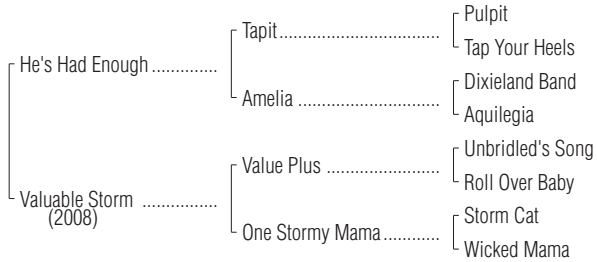 Pulpit
Tapit
Tap Your Heels
He's Had Enough
Dixieland Band
Amelia
Aquilegia
Unbridled's Song
Value Plus
Roll Over Baby
Valuable Storm
(2008)
Storm Cat
One Stormy Mama
Wicked Mama